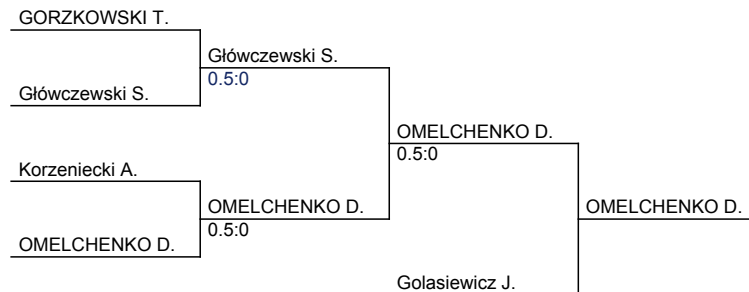 GORZKOWSKI T.
Główczewski S.
0.5:0
Główczewski S.
OMELCHENKO D.
0.5:0
Korzeniecki A.
OMELCHENKO D.
0.5:0
OMELCHENKO D.
OMELCHENKO D.
Golasiewicz J.